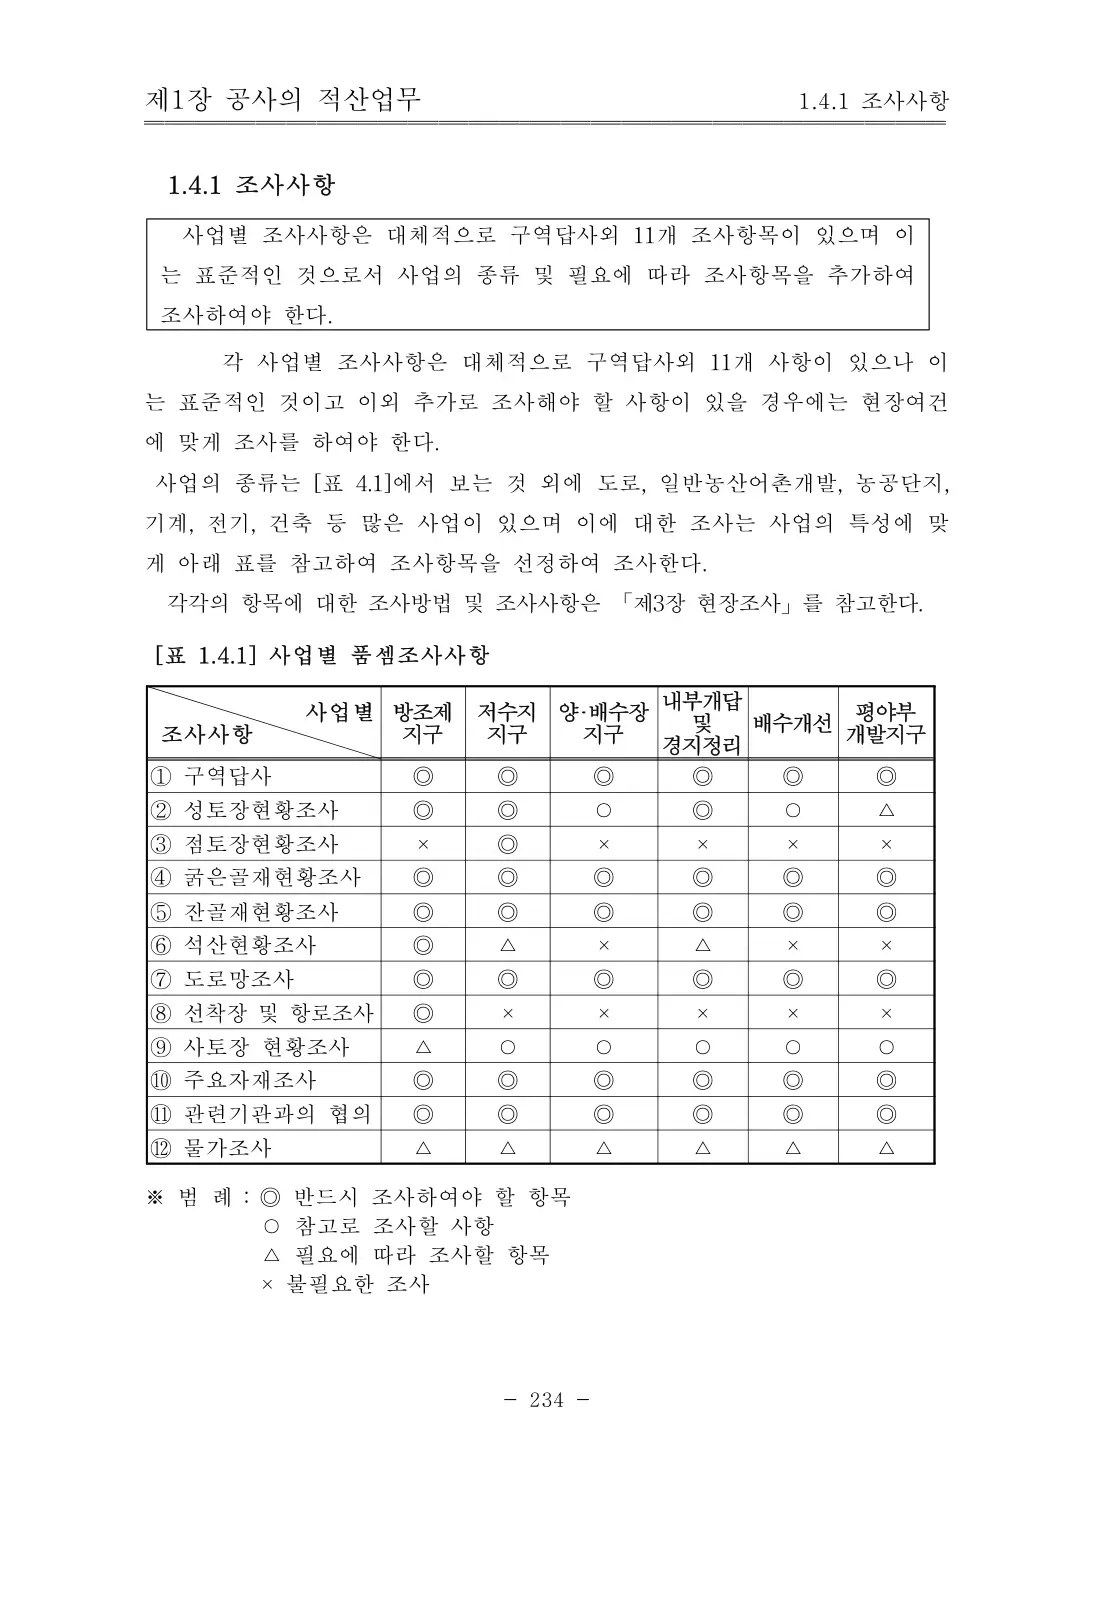 제1장 공사의 적산업무 1.4.1 조사사항
1.4.1 조사사항
사업별 조사사항은 대체적으로 구역답사외 11개 조사항목이 있으며 이
는 표준적인 것으로서 사업의 종류 및 필요에 따라 조사항목을 추가하여
조사하여야 한다.
각 사업별 조사사항은 대체적으로 구역답사외 11개 사항이 있으나 이
는 표준적인 것이고 이외 추가로 조사해야 할 사항이 있을 경우에는 현장여건
에 맞게 조사를 하여야 한다.
사업의 종류는 [표 4.1]에서 보는 것 외에 도로, 일반농산어촌개발, 농공단지,
기계, 전기, 건축 등 많은 사업이 있으며 이에 대한 조사는 사업의 특성에 맞
게 아래 표를 참고하여 조사항목을 선정하여 조사한다.
각각의 항목에 대한 조사방법 및 조사사항은 「제3장 현장조사」를 참고한다.
[표 1.4.1] 사업별 품셈조사사항
사업별
조사사항
방조제
지구
저수지
지구
양·배수장
지구
내부개답
및
경지정리
배수개선
평야부
개발지구
① 구역답사 ◎ ◎ ◎ ◎ ◎ ◎
② 성토장현황조사 ◎ ◎ ○ ◎ ○ △
③ 점토장현황조사 × ◎ × × × ×
④ 굵은골재현황조사 ◎ ◎ ◎ ◎ ◎ ◎
⑤ 잔골재현황조사 ◎ ◎ ◎ ◎ ◎ ◎
⑥ 석산현황조사 ◎ △ × △ × ×
⑦ 도로망조사 ◎ ◎ ◎ ◎ ◎ ◎
⑧ 선착장 및 항로조사 ◎ × × × × ×
⑨ 사토장 현황조사 △ ○ ○ ○ ○ ○
⑩ 주요자재조사 ◎ ◎ ◎ ◎ ◎ ◎
⑪ 관련기관과의 협의 ◎ ◎ ◎ ◎ ◎ ◎
⑫ 물가조사 △ △ △ △ △ △
※ 범 례 : ◎ 반드시 조사하여야 할 항목
○ 참고로 조사할 사항
△ 필요에 따라 조사할 항목
× 불필요한 조사
- 234 -